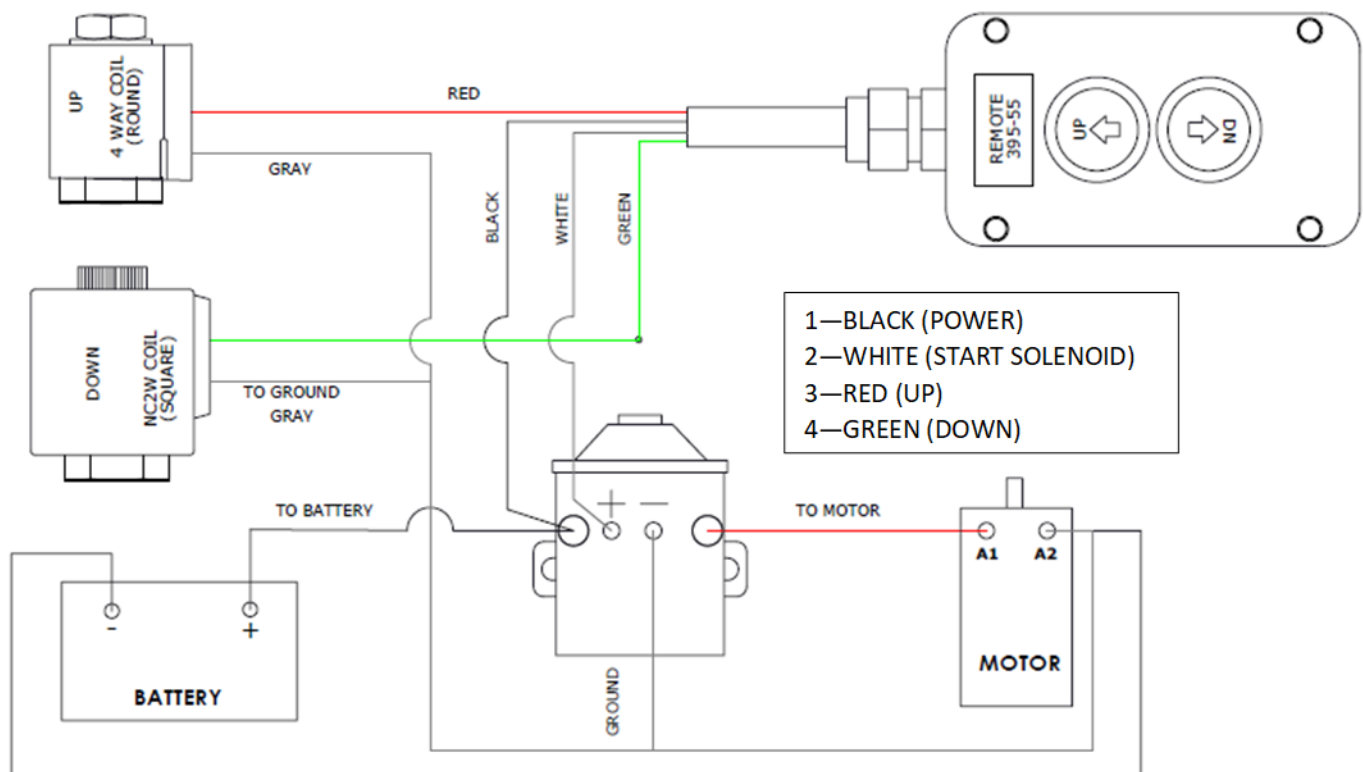 UP
4 WAY COIL
(ROUND)
RED
GRAY
REMOTE
395-55
UP
DN
BLACK
WHITE
GREEN
DOWN
NC2W COIL
(SQUARE)
TO GROUND
GRAY
1—BLACK (POWER)
2—WHITE (START SOLENOID)
3—RED (UP)
4—GREEN (DOWN)
TO BATTERY
+ —
TO MOTOR
A1 A2
- +
BATTERY
GROUND
MOTOR